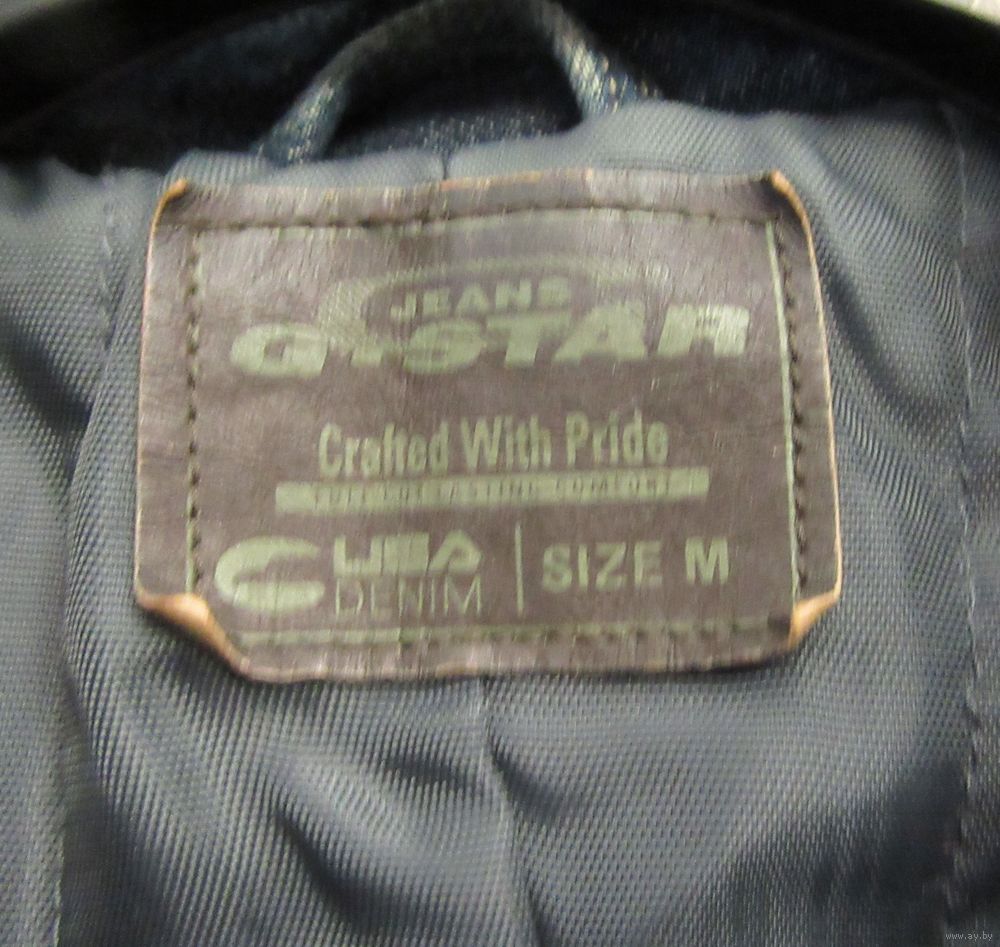 JEANS
G-STAR
Crafted With Pride
USA
DENIM
SIZE M
www.ay.by